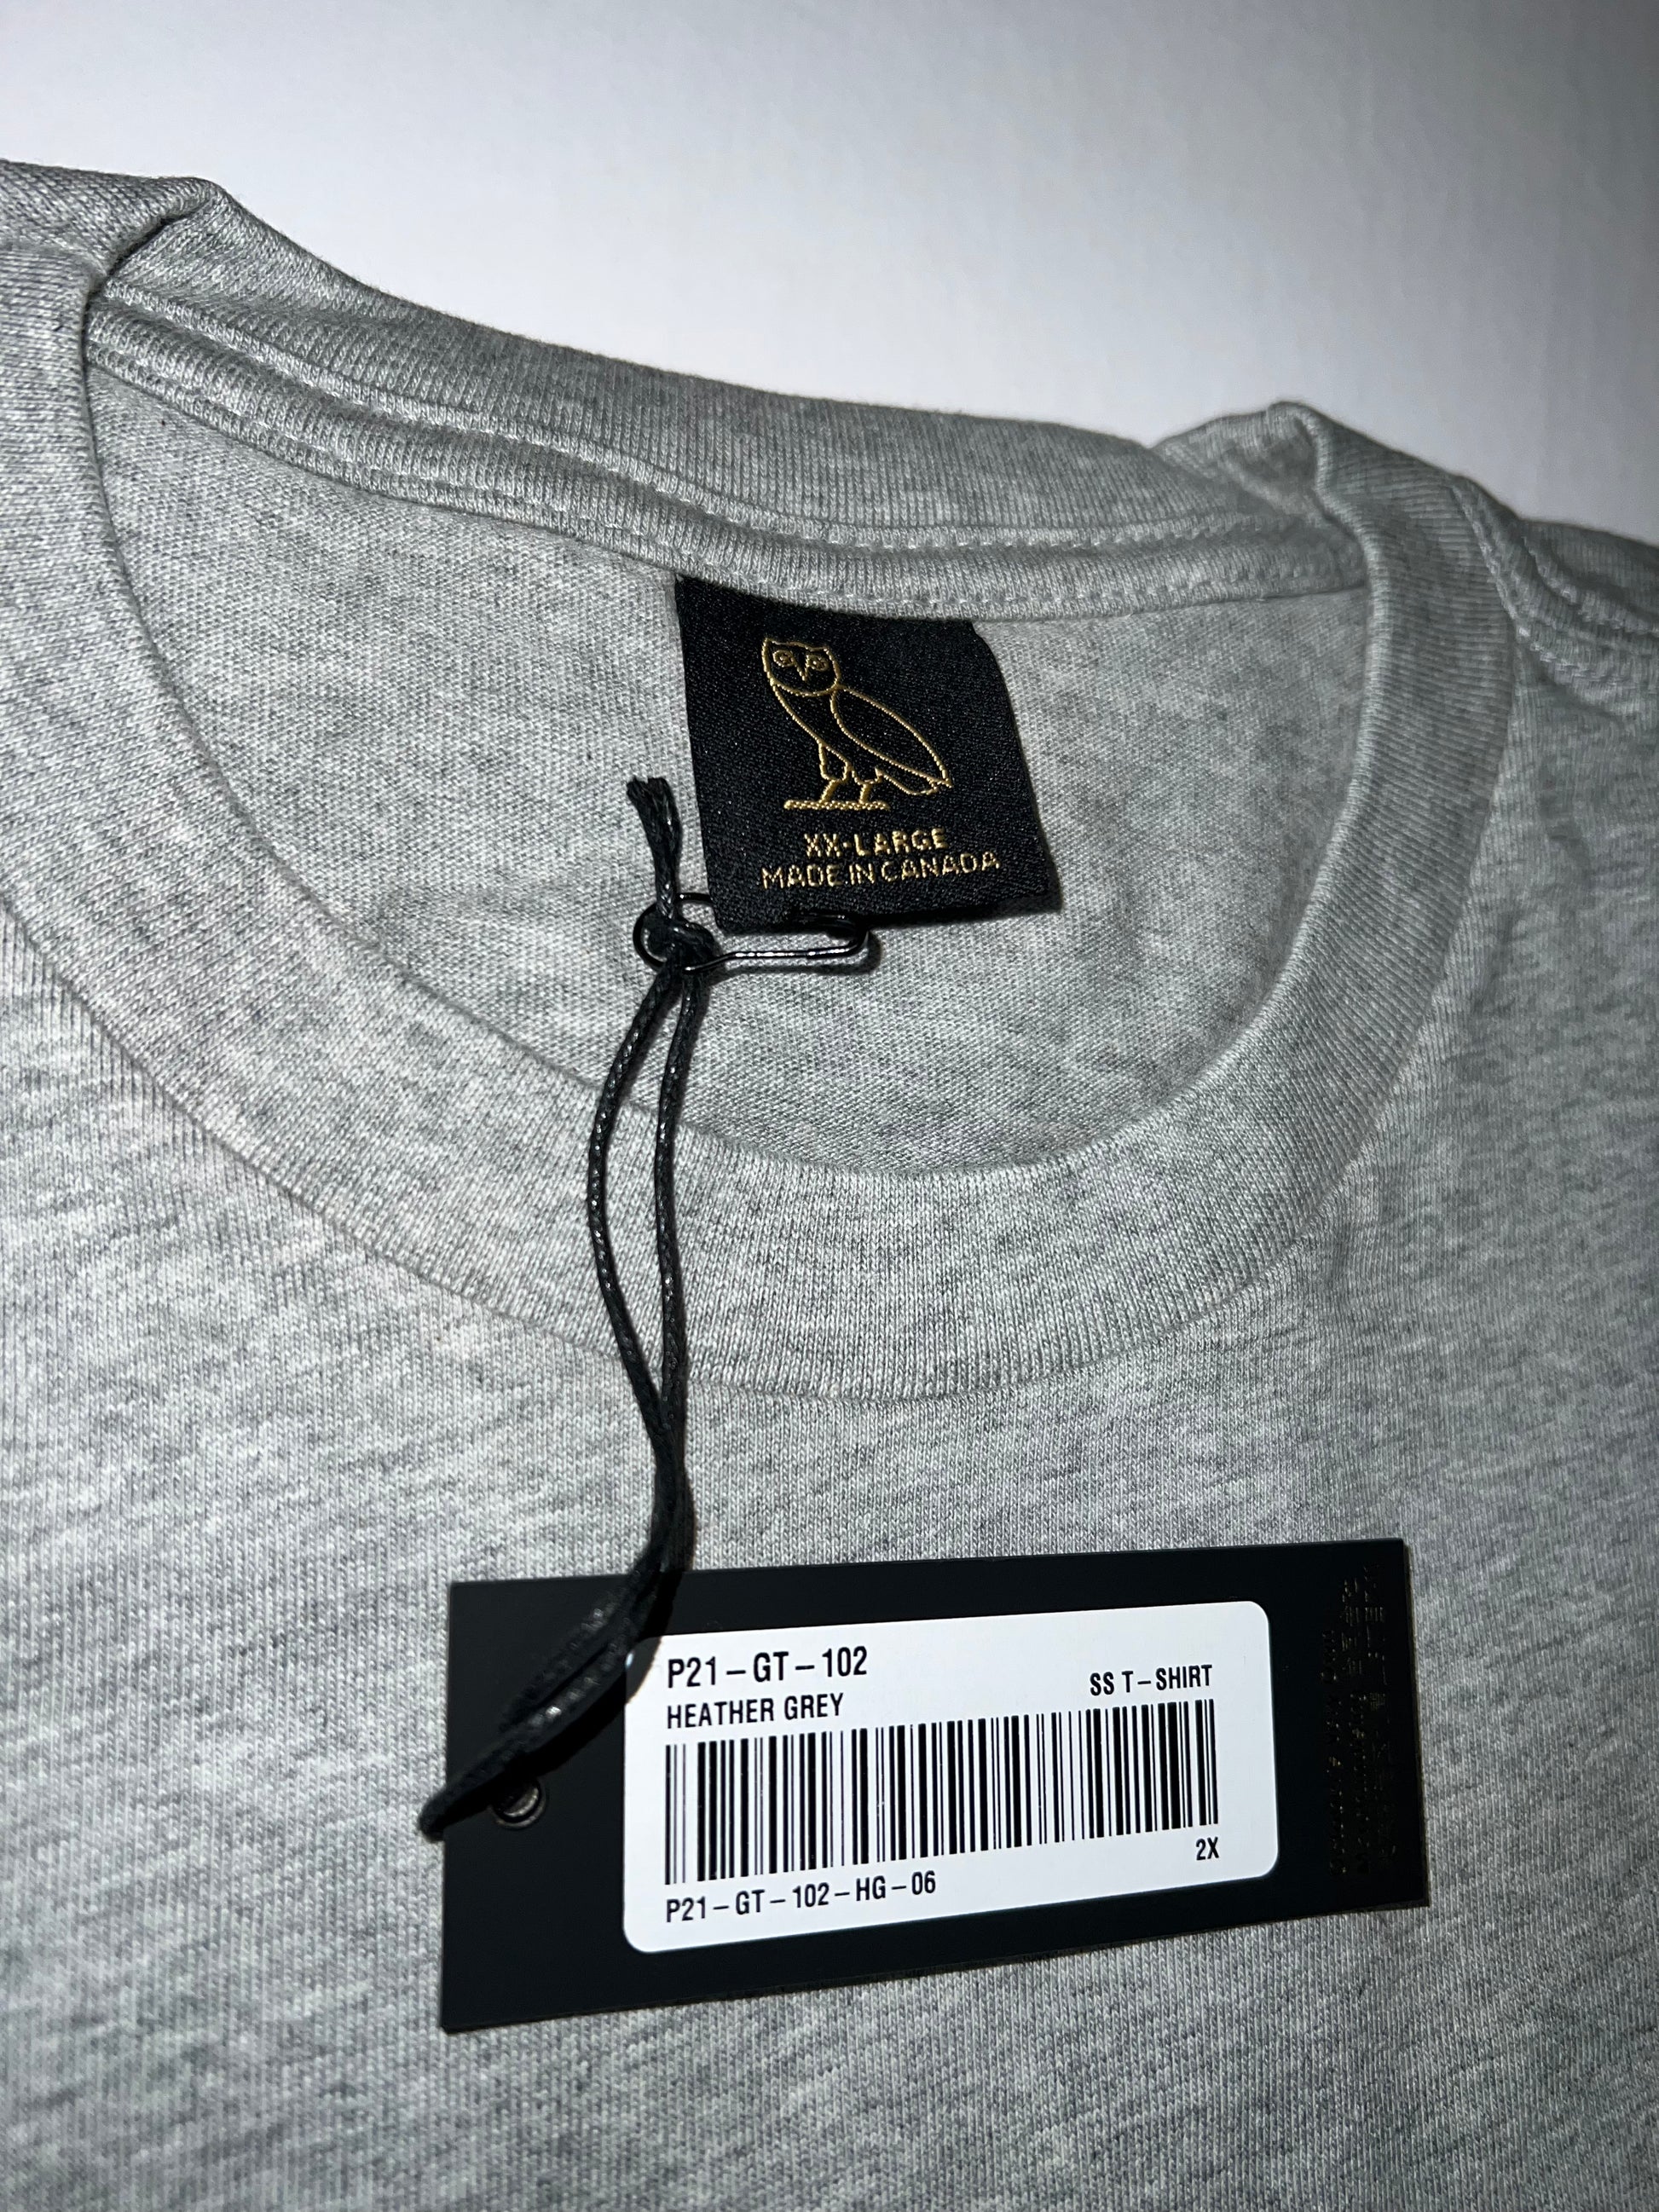 XX-LARGE
MADE IN CANADA
P21-GT-102
HEATHER GREY
SS T-SHIRT
2X
P21-GT-102-HG-06